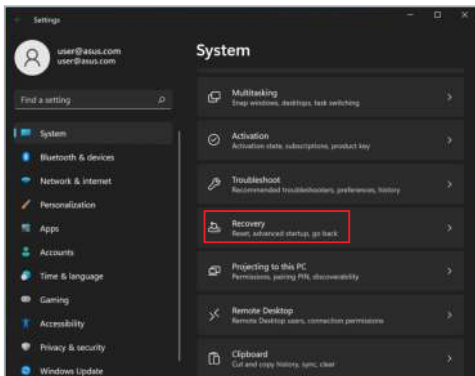 Settings
user@asus.com
user@asus.com
Find a setting
System
Bluetooth & devices
Network & internet
Personalization
Apps
Accounts
Time & language
Gaming
Accessibility
Privacy & security
Windows Update
System
Multitasking
Snap windows, desktops, task switching
Activation
Activation state, subscriptions, product key
Troubleshoot
Recommended troubleshooters, preferences, history
Recovery
Reset, advanced startup, go back
Projecting to this PC
Permissions, pairing PIN, discoverability
Remote Desktop
Remote Desktop users, connection permissions
Clipboard
Cut and copy history, sync, clear